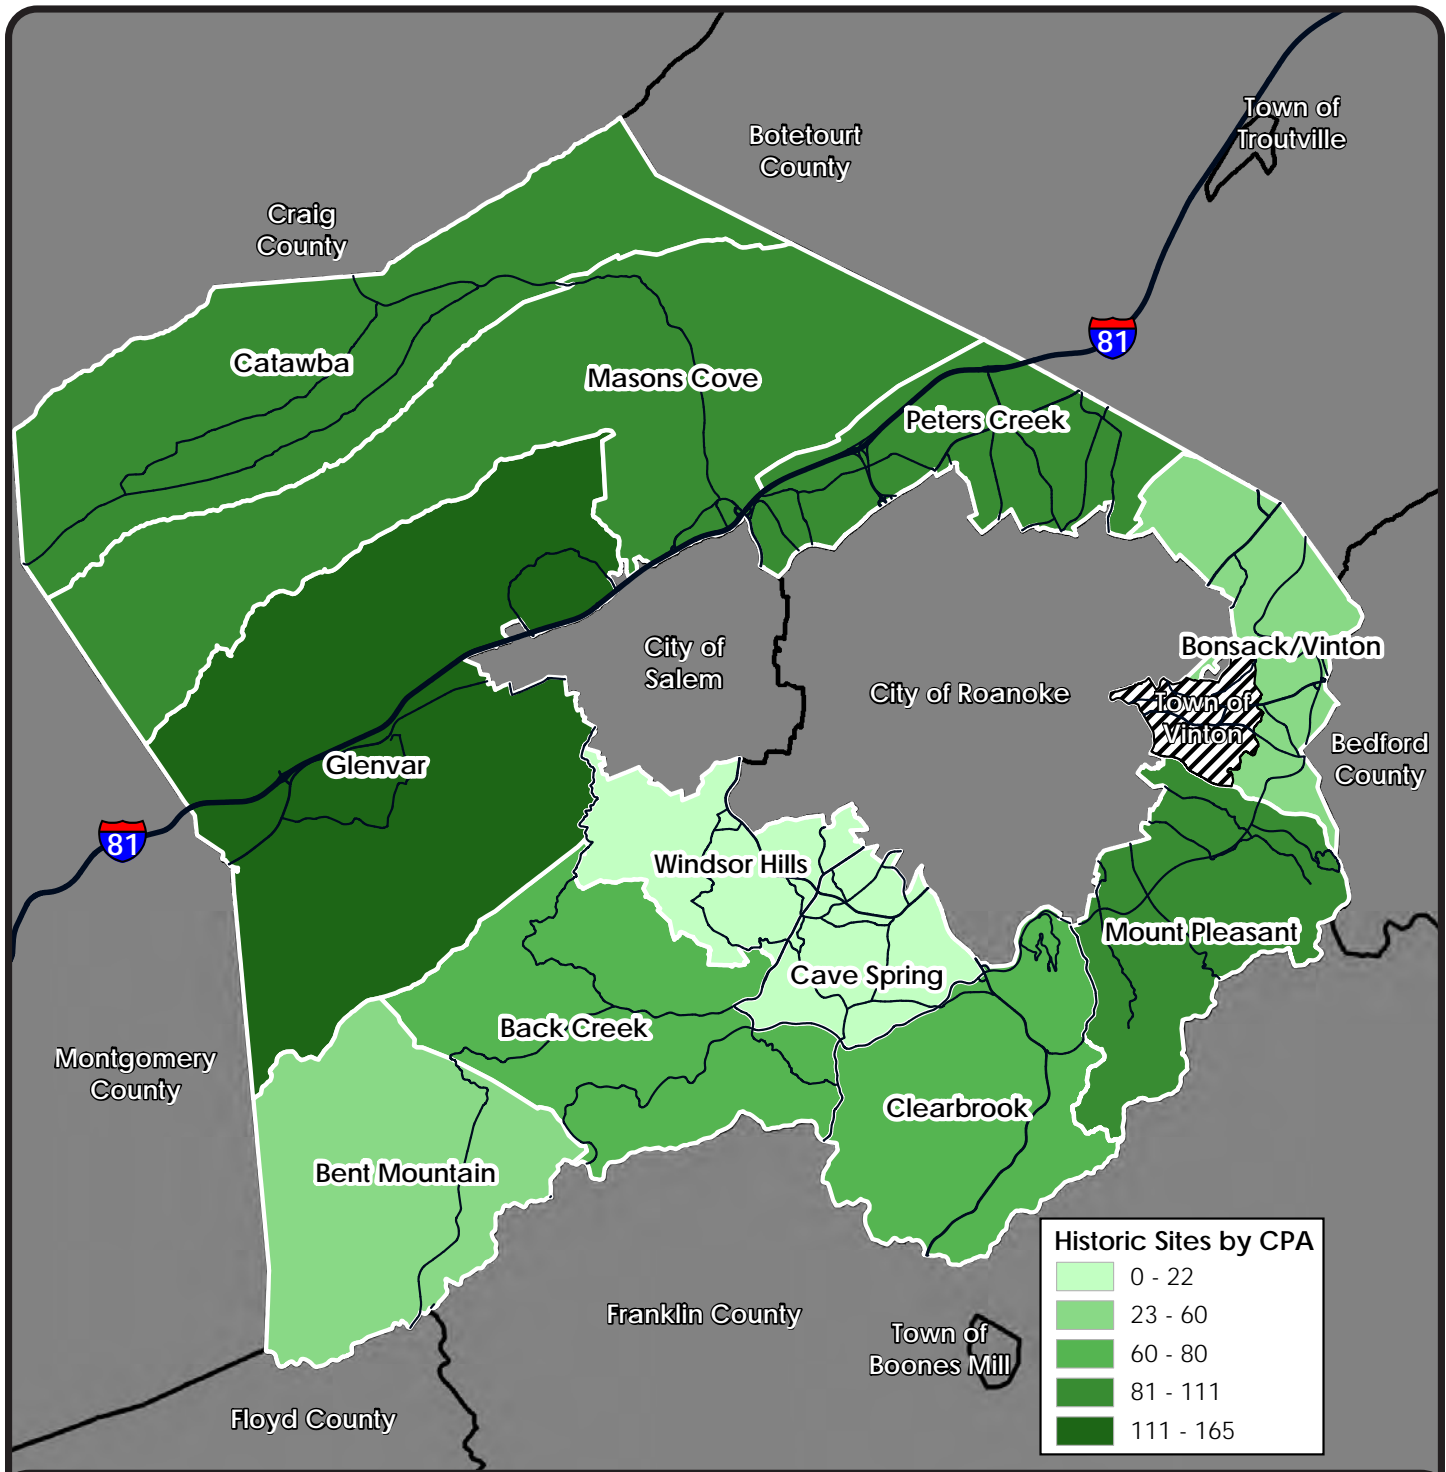 Town of
Troutville
Botetourt
County
Craig
County
81
Catawba
Masons Cove
Peters Creek
City of
Salem
Bonsack/Vinton
City of Roanoke
Town of
Vinton
Bedford
County
Glenvar
81
Windsor Hills
Mount Pleasant
Cave Spring
Back Creek
Montgomery
County
Clearbrook
Bent Mountain
Franklin County
Town of
Boones Mill
Floyd County
Historic Sites by CPA
0 - 22
23 - 60
60 - 80
81 - 111
111 - 165